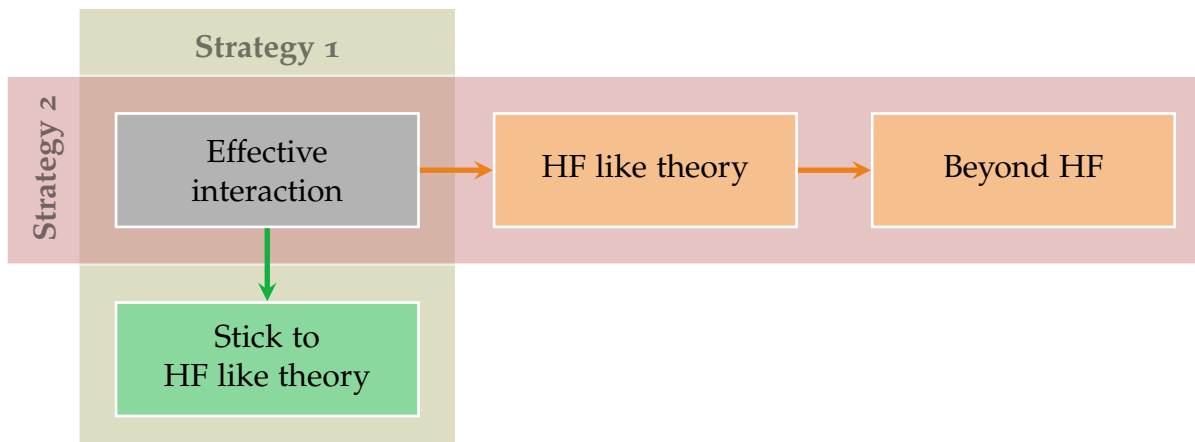 Strategy 1
Strategy 2
Effective
interaction
HF like theory
Beyond HF
Stick to
HF like theory